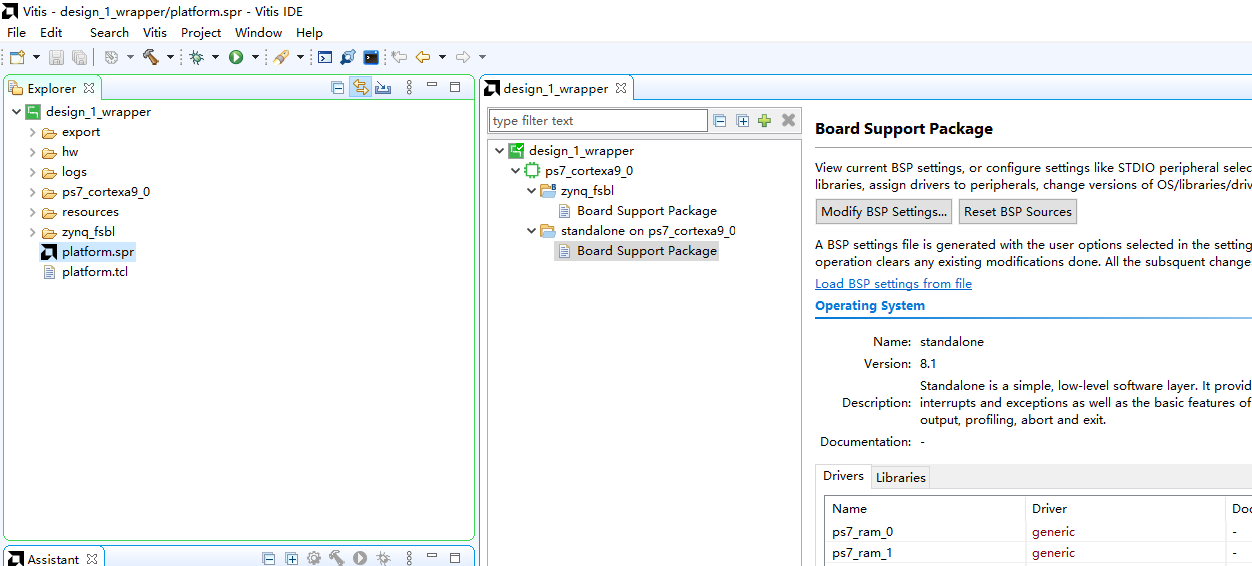 Vitis - design_1_wrapper/platform.spr - Vitis IDE
File Edit Search Vitis Project Window Help
Explorer
design_1_wrapper
export
hw
logs
ps7_cortexa9_0
resources
zynq_fsbl
platform.spr
platform.tcl
Assistant
design_1_wrapper
type filter text
design_1_wrapper
ps7_cortexa9_0
zynq_fsbl
Board Support Package
standalone on ps7_cortexa9_0
Board Support Package
Board Support Package
View current BSP settings, or configure settings like STDIO peripheral selec
libraries, assign drivers to peripherals, change versions of OS/libraries/driv
Modify BSP Settings... Reset BSP Sources
A BSP settings file is generated with the user options selected in the setting
operation clears any existing modifications done. All the subsquent change
Load BSP settings from file
Operating System
Name: standalone
Version: 8.1
Description: Standalone is a simple, low-level software layer. It provid
interrupts and exceptions as well as the basic features of
output, profiling, abort and exit.
Documentation: -
Drivers Libraries
Name Driver Doc
ps7_ram_0 generic -
ps7_ram_1 generic -